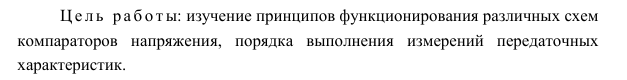 Цель работы: изучение принципов функционирования различных схем
компараторов напряжения, порядка выполнения измерений передаточных
характеристик.